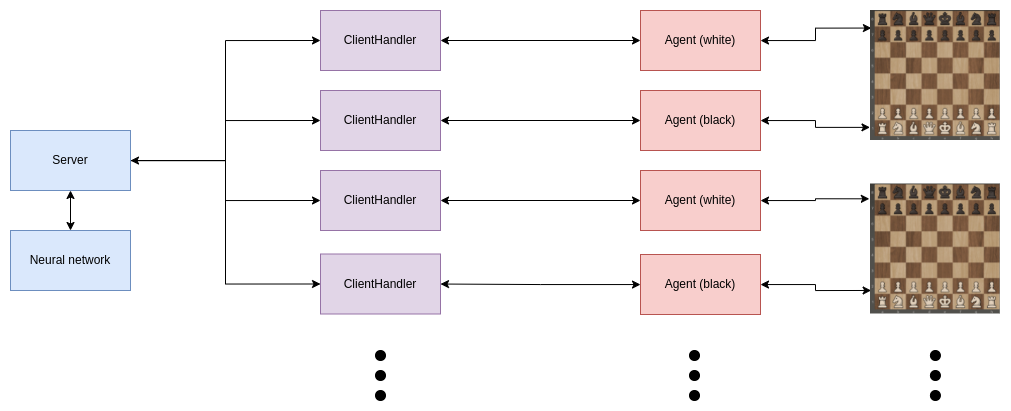 ClientHandler
Agent (white)
ClientHandler
Agent (black)
Server
ClientHandler
Agent (white)
Neural network
ClientHandler
Agent (black)